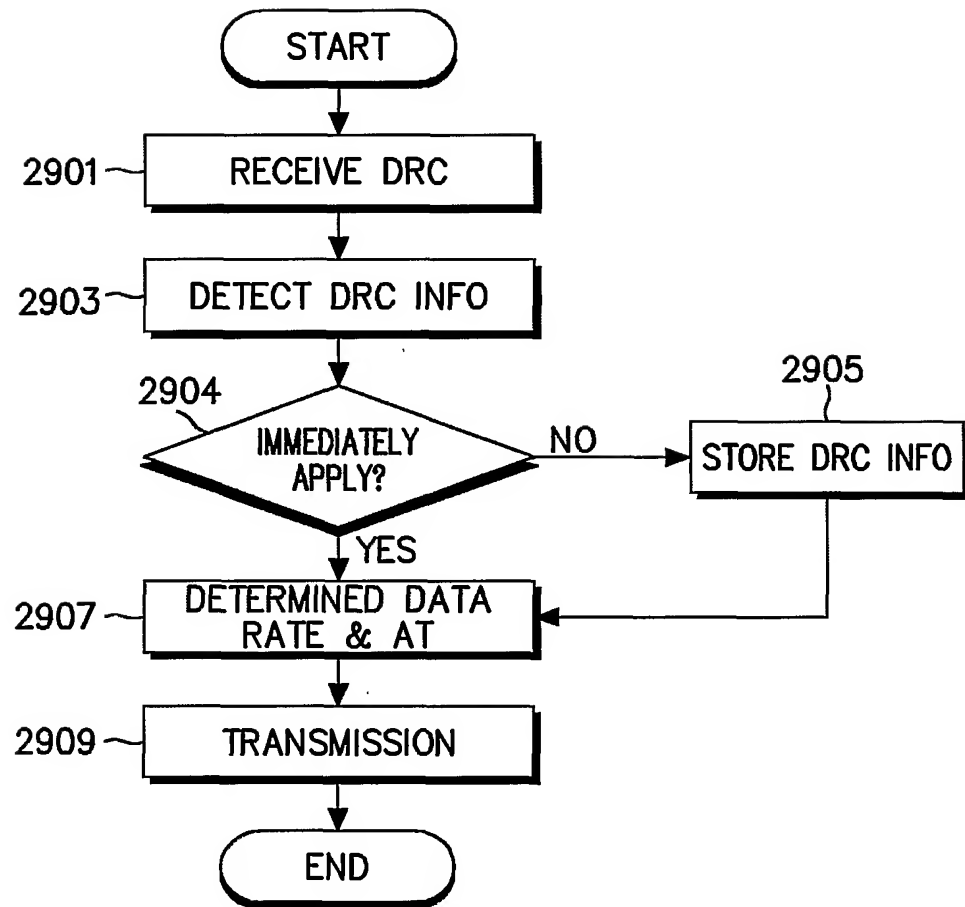 START
2901
RECEIVE DRC
2903
DETECT DRC INFO
2904
IMMEDIATELY
APPLY?
NO
2905
STORE DRC INFO
YES
2907
DETERMINED DATA
RATE & AT
2909
TRANSMISSION
END